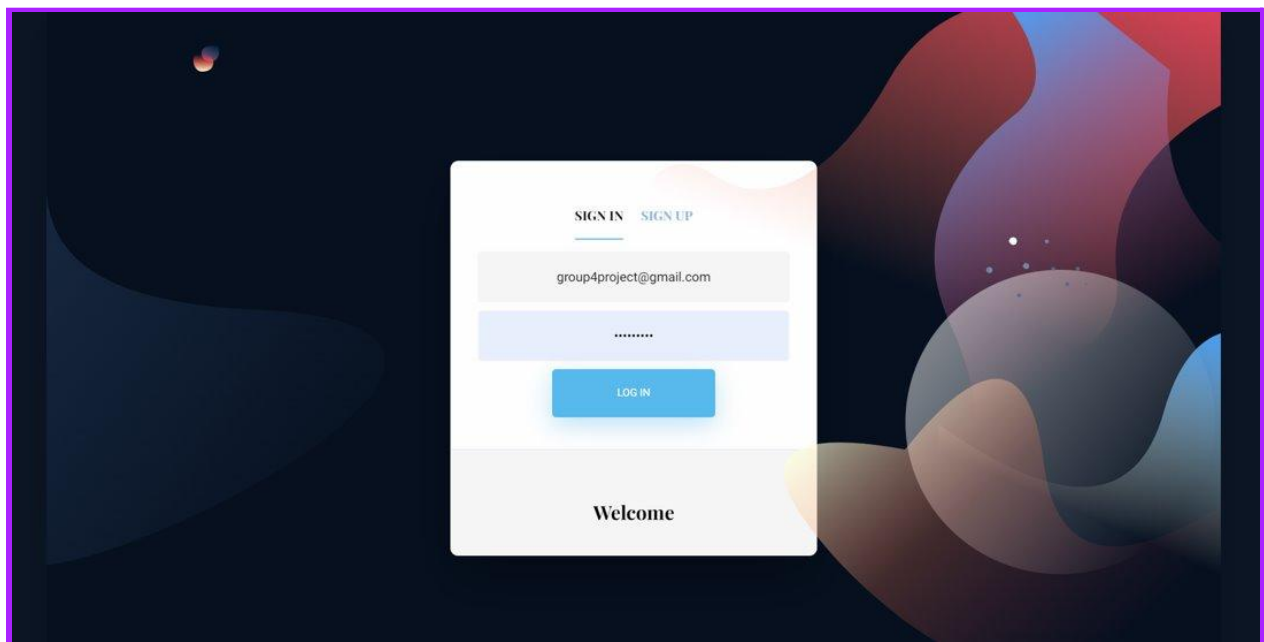 SIGN IN SIGN UP
group4project@gmail.com
•••••••••
LOG IN
Welcome